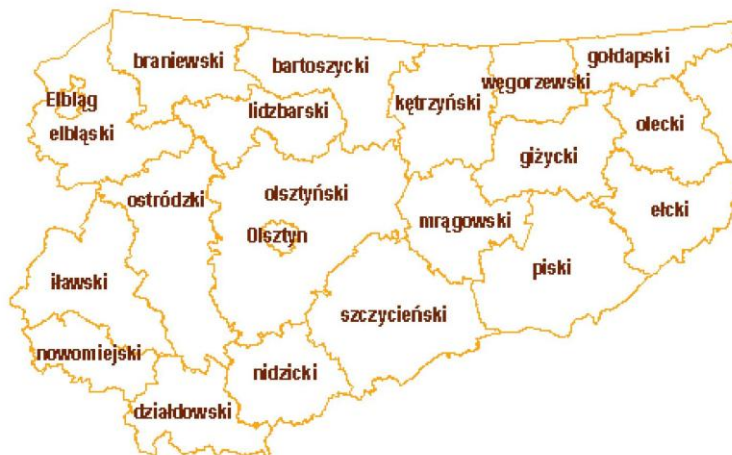 braniewski
bartoszycki
gołdapski
węgorzewski
Elbląg
kętrzyński
lidzbarski
olecki
elbląski
giżycki
ostródzki
olsztyński
ełcki
mrągowski
Olsztyn
piski
iławski
szczycieński
nowomiejski
nidzicki
działdowski